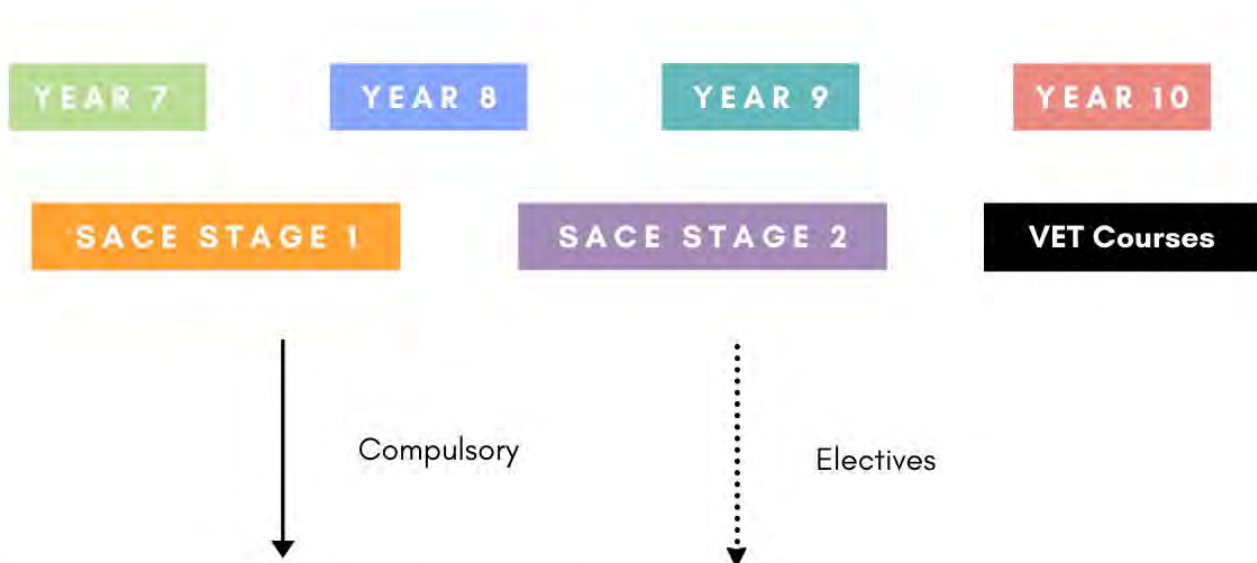 YEAR 7 YEAR 8 YEAR 9 YEAR 10
SACE STAGE 1 SACE STAGE 2 VET Courses
Compulsory Electives